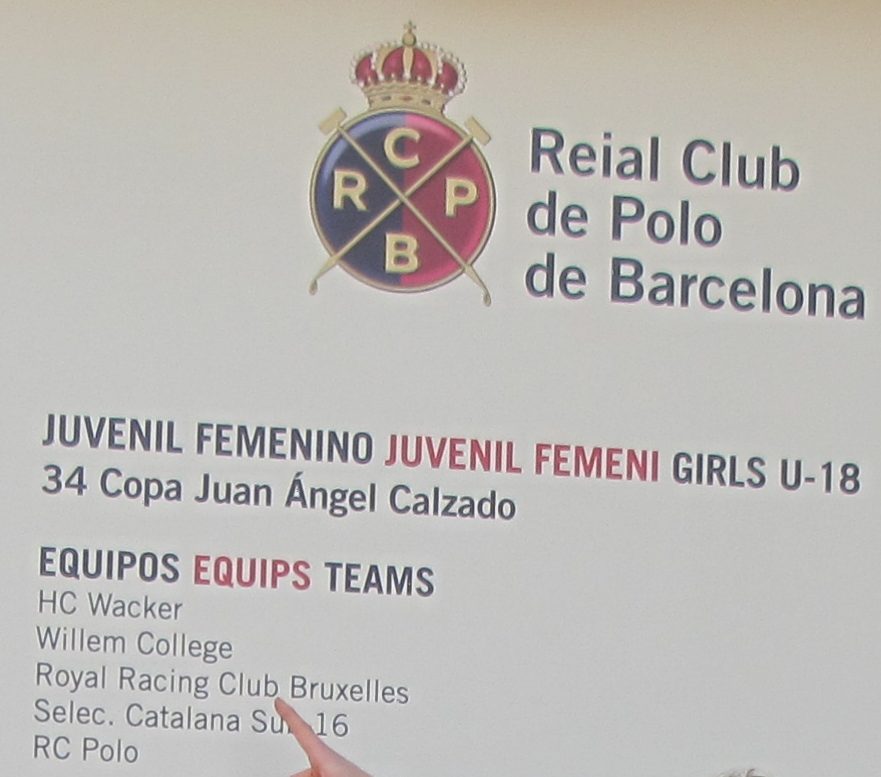 C
R P
B
Reial Club
de Polo
de Barcelona
JUVENIL FEMENINO JUVENIL FEMENI GIRLS U-18
34 Copa Juan Ángel Calzado
EQUIPOS EQUIPS TEAMS
HC Wacker
Willem College
Royal Racing Club Bruxelles
Selec. Catalana 16
RC Polo